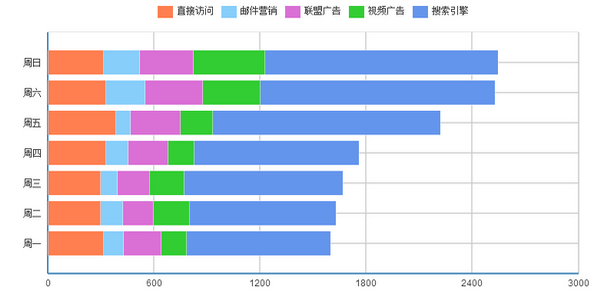 直接访问 邮件营销 联盟广告 视频广告 搜索引擎
周日
周六
周五
周四
周三
周二
周一
0 600 1200 1800 2400 3000